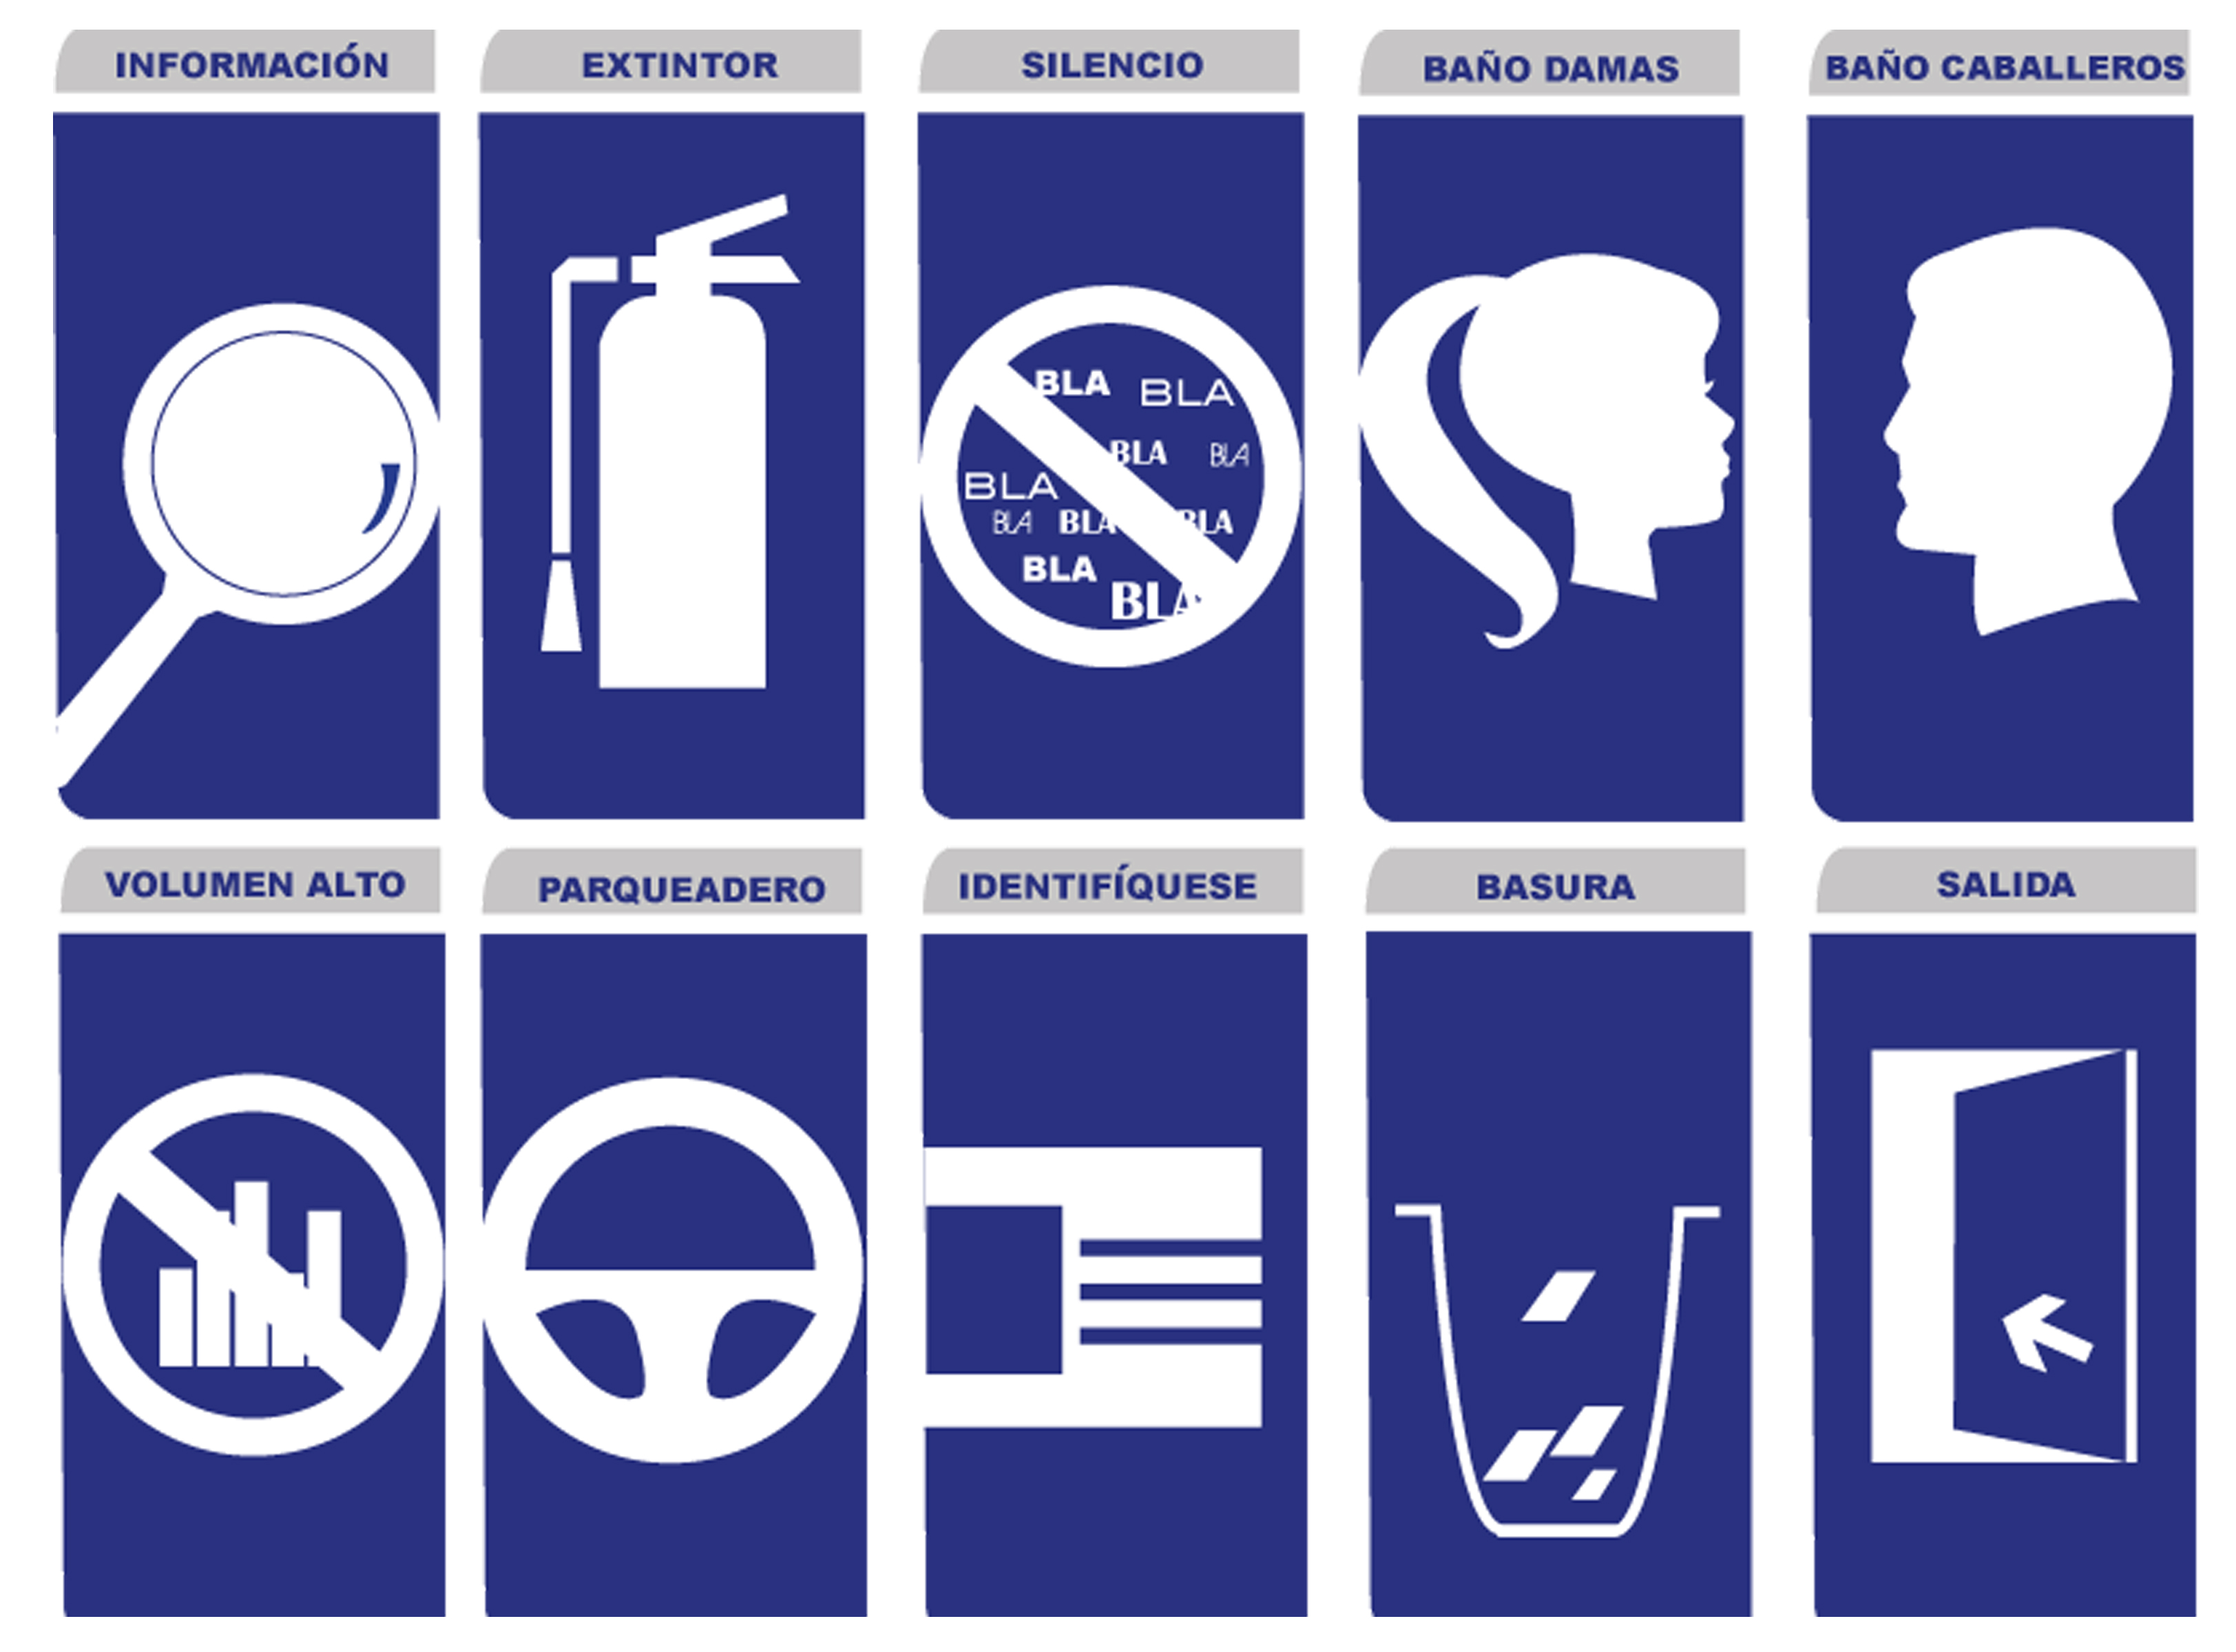 INFORMACIÓN
EXTINTOR
SILENCIO
BAÑO DAMAS
BAÑO CABALLEROS
BLA BLA
BLA BLA
BLA
BLA BLA BLA
BLA
BLA
VOLUMEN ALTO
PARQUEADERO
IDENTIFÍQUESE
BASURA
SALIDA